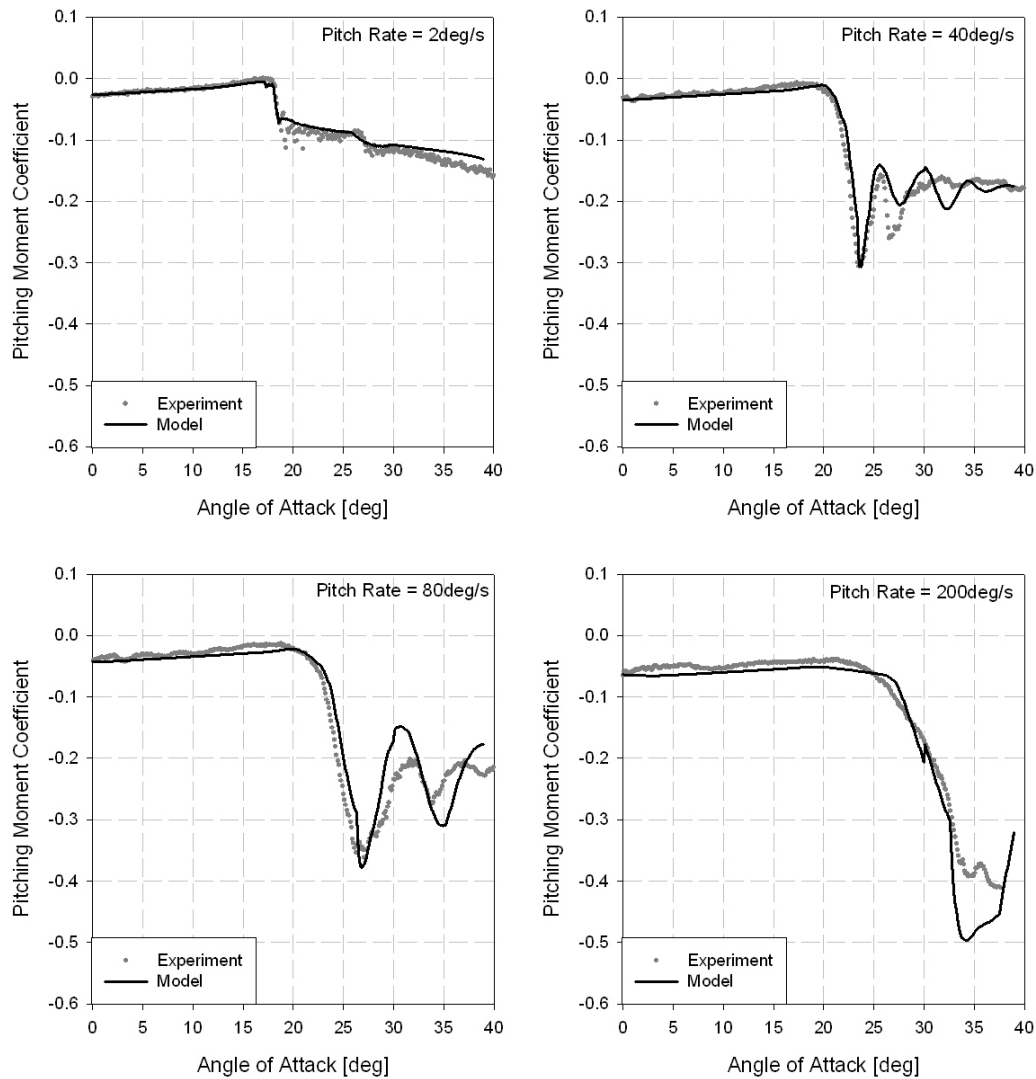 Pitch Rate = 2deg/s
0.1
0.0
-0.1
-0.2
-0.3
-0.4
-0.5
-0.6
Pitching Moment Coefficient
Experiment
Model
0 5 10 15 20 25 30 35 40
Angle of Attack [deg]
Pitch Rate = 40deg/s
0.1
0.0
-0.1
-0.2
-0.3
-0.4
-0.5
-0.6
Pitching Moment Coefficient
Experiment
Model
0 5 10 15 20 25 30 35 40
Angle of Attack [deg]
Pitch Rate = 80deg/s
0.1
0.0
-0.1
-0.2
-0.3
-0.4
-0.5
-0.6
Pitching Moment Coefficient
Experiment
Model
0 5 10 15 20 25 30 35 40
Angle of Attack [deg]
Pitch Rate = 200deg/s
0.1
0.0
-0.1
-0.2
-0.3
-0.4
-0.5
-0.6
Pitching Moment Coefficient
Experiment
Model
0 5 10 15 20 25 30 35 40
Angle of Attack [deg]